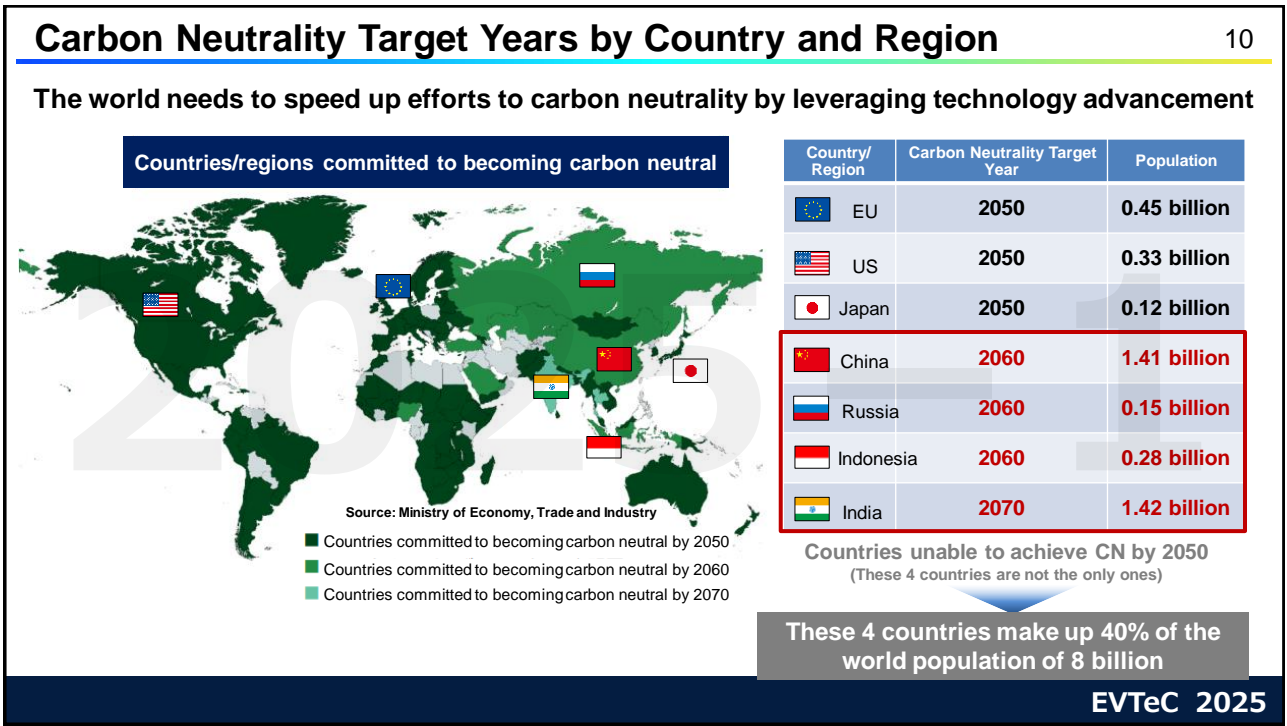 Carbon Neutrality Target Years by Country and Region
10
The world needs to speed up efforts to carbon neutrality by leveraging technology advancement
Countries/regions committed to becoming carbon neutral
Source: Ministry of Economy, Trade and Industry
Countries committed to becoming carbon neutral by 2050
Countries committed to becoming carbon neutral by 2060
Countries committed to becoming carbon neutral by 2070
Country/ Region | Carbon Neutrality Target Year | Population
EU 2050 0.45 billion
US 2050 0.33 billion
Japan 2050 0.12 billion
China 2060 1.41 billion
Russia 2060 0.15 billion
Indonesia 2060 0.28 billion
India 2070 1.42 billion
Countries unable to achieve CN by 2050
(These 4 countries are not the only ones)
These 4 countries make up 40% of the
world population of 8 billion
2025_1
EVTeC 2025